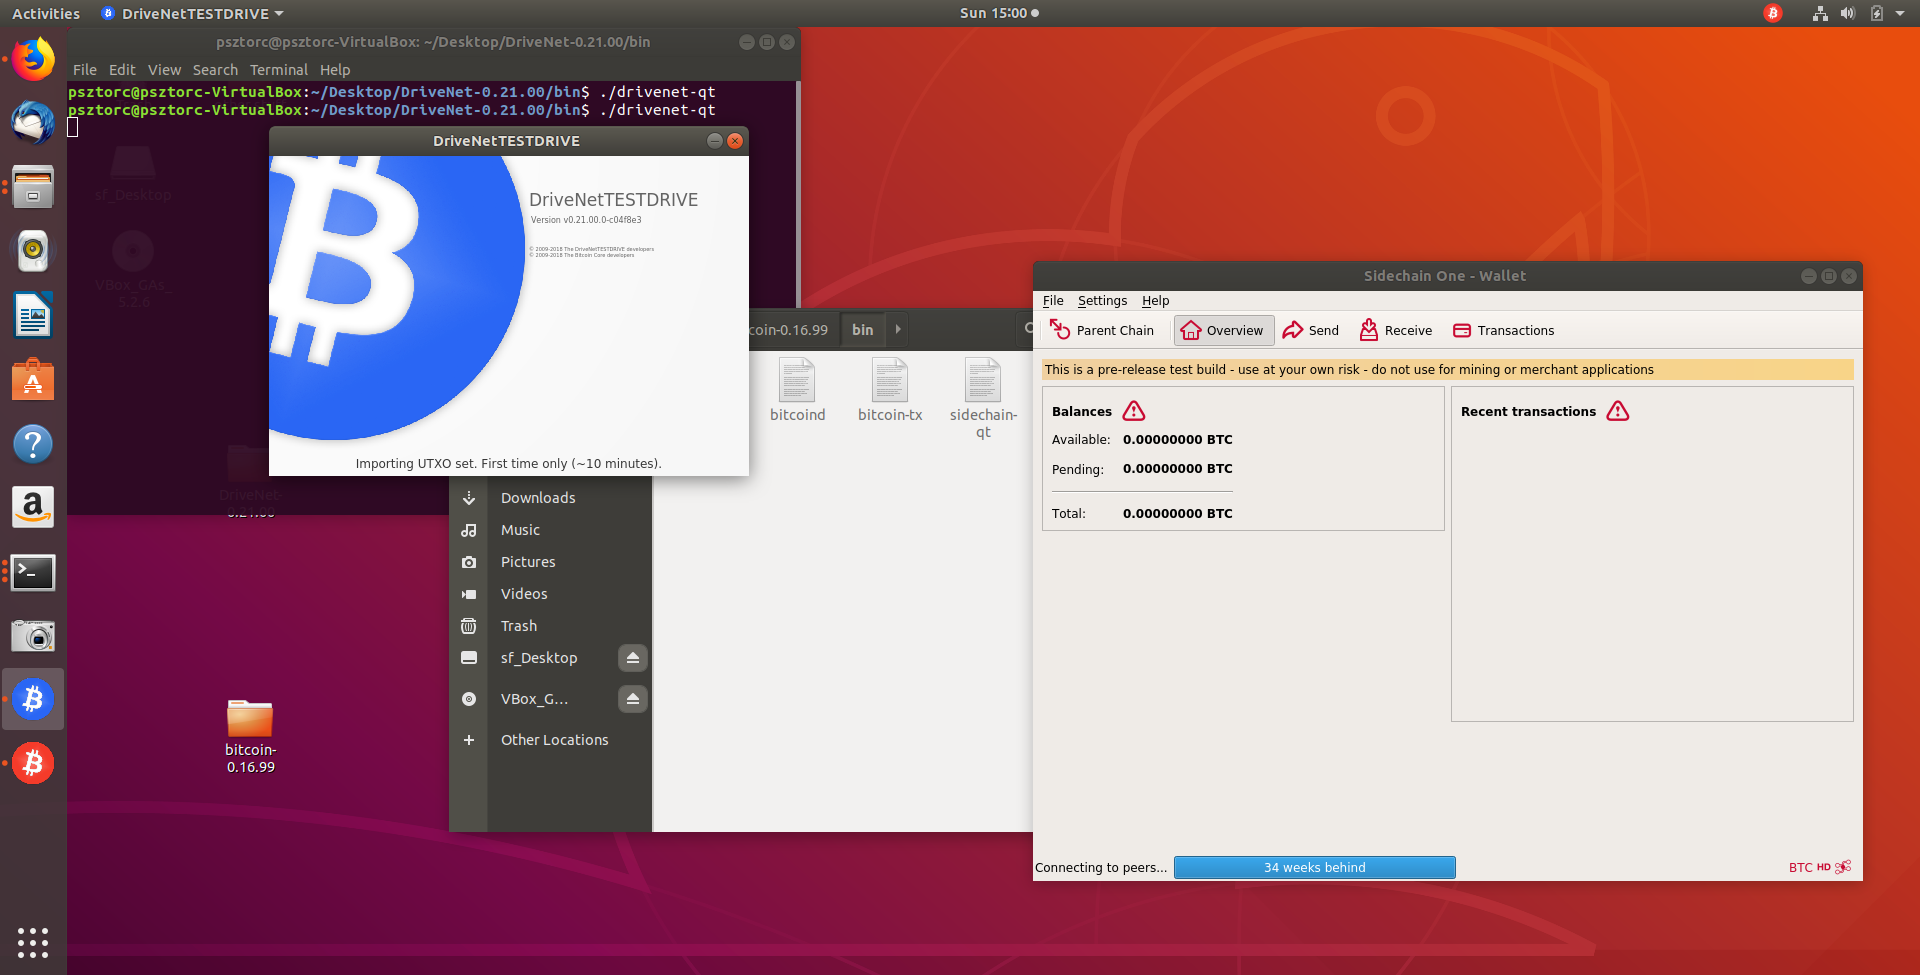 Activities
DriveNetTESTDRIVE
Sun 15:00
psztorc@psztorc-VirtualBox: ~/Desktop/DriveNet-0.21.00/bin
File Edit View Search Terminal Help
psztorc@psztorc-VirtualBox:~/Desktop/DriveNet-0.21.00/bin$ ./drivenet-qt
psztorc@psztorc-VirtualBox:~/Desktop/DriveNet-0.21.00/bin$ ./drivenet-qt
sf_Desktop
VBox_GAs_
5.2.6
DriveNet-
0.21.00
DriveNetTESTDRIVE
DriveNetTESTDRIVE
Version v0.21.00.0-c04f8e3
© 2009-2018 The DriveNetTESTDRIVE developers
© 2009-2018 The Bitcoin Core developers
Importing UTXO set. First time only (~10 minutes).
coin-0.16.99
bin
bitcoind
bitcoin-tx
sidechain-
qt
Downloads
Music
Pictures
Videos
Trash
sf_Desktop
VBox_G...
Other Locations
bitcoin-
0.16.99
Sidechain One - Wallet
File Settings Help
Parent Chain Overview Send Receive Transactions
This is a pre-release test build - use at your own risk - do not use for mining or merchant applications
Balances
Available: 0.00000000 BTC
Pending: 0.00000000 BTC
Total: 0.00000000 BTC
Recent transactions
Connecting to peers...
34 weeks behind
BTC HD